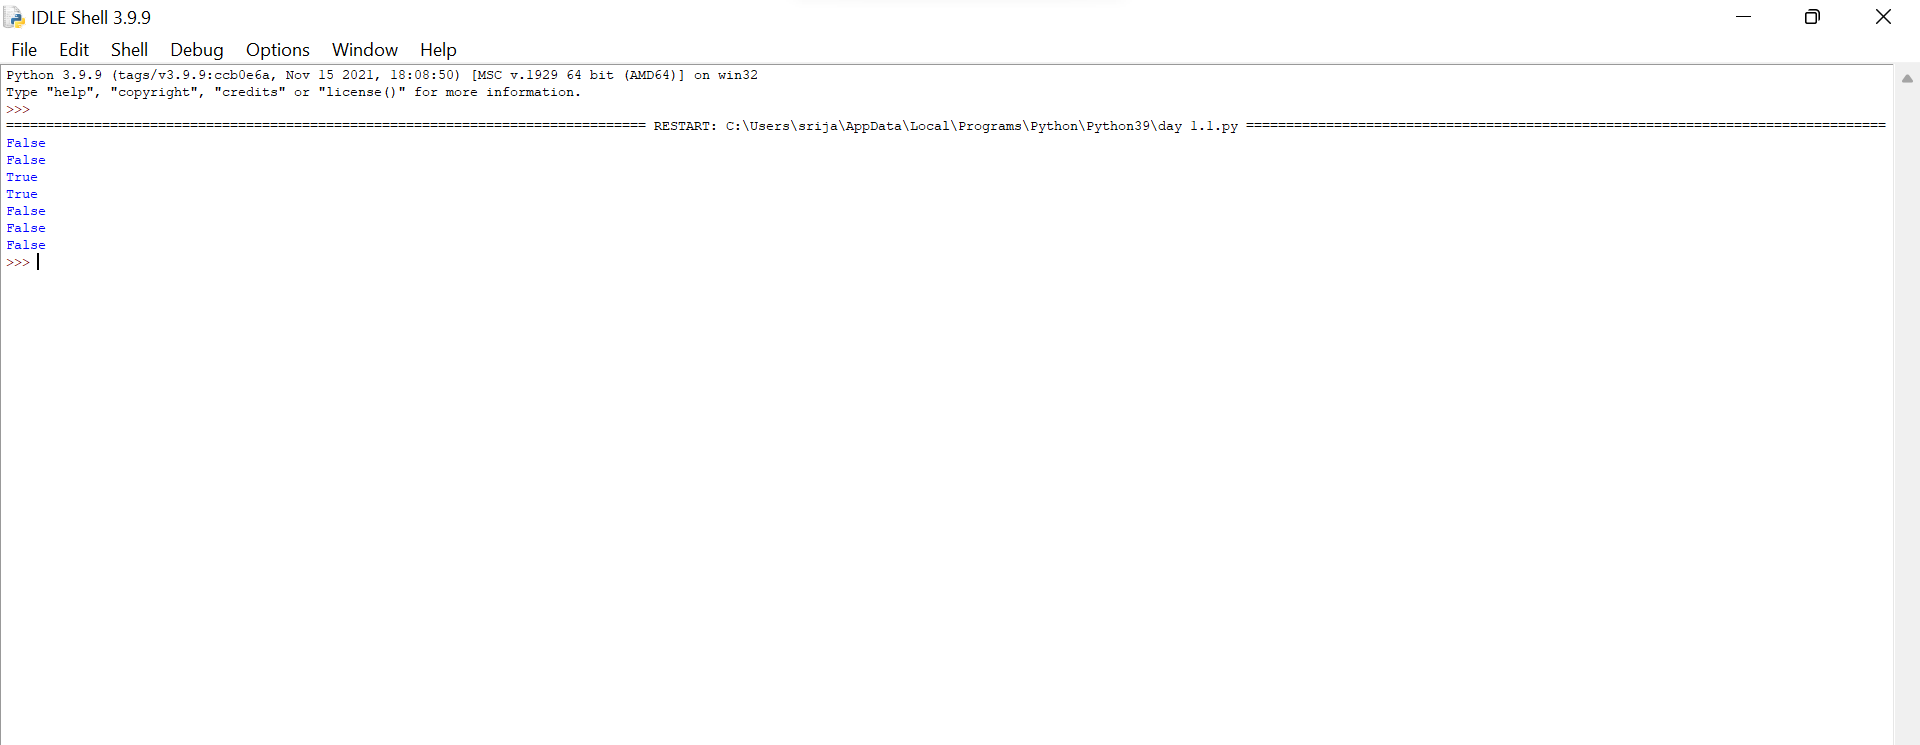 IDLE Shell 3.9.9
File Edit Shell Debug Options Window Help
Python 3.9.9 (tags/v3.9.9:ccb0e6a, Nov 15 2021, 18:08:50) [MSC v.1929 64 bit (AMD64)] on win32
Type "help", "copyright", "credits" or "license()" for more information.
>>>
================================================================================ RESTART: C:\Users\srija\AppData\Local\Programs\Python\Python39\day 1.1.py ================================================================================
False
False
True
True
False
False
False
>>>